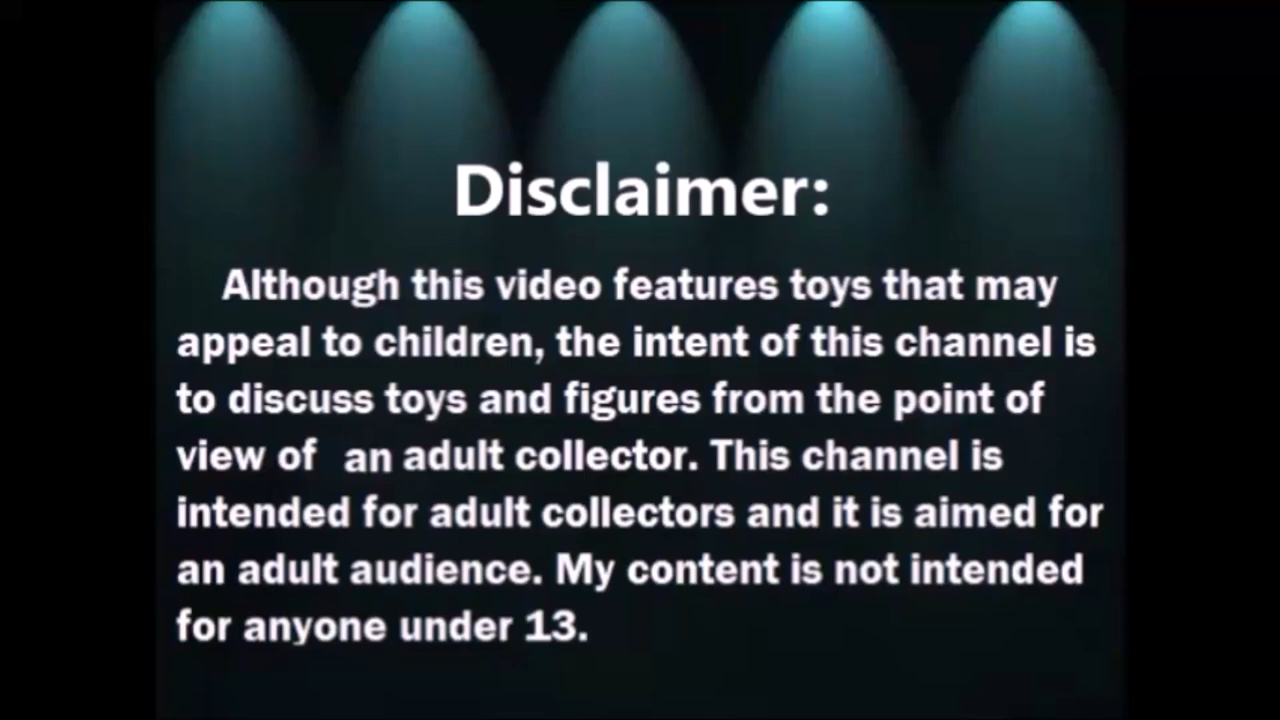 Disclaimer:
Although this video features toys that may
appeal to children, the intent of this channel is
to discuss toys and figures from the point of
view of an adult collector. This channel is
intended for adult collectors and it is aimed for
an adult audience. My content is not intended
for anyone under 13.